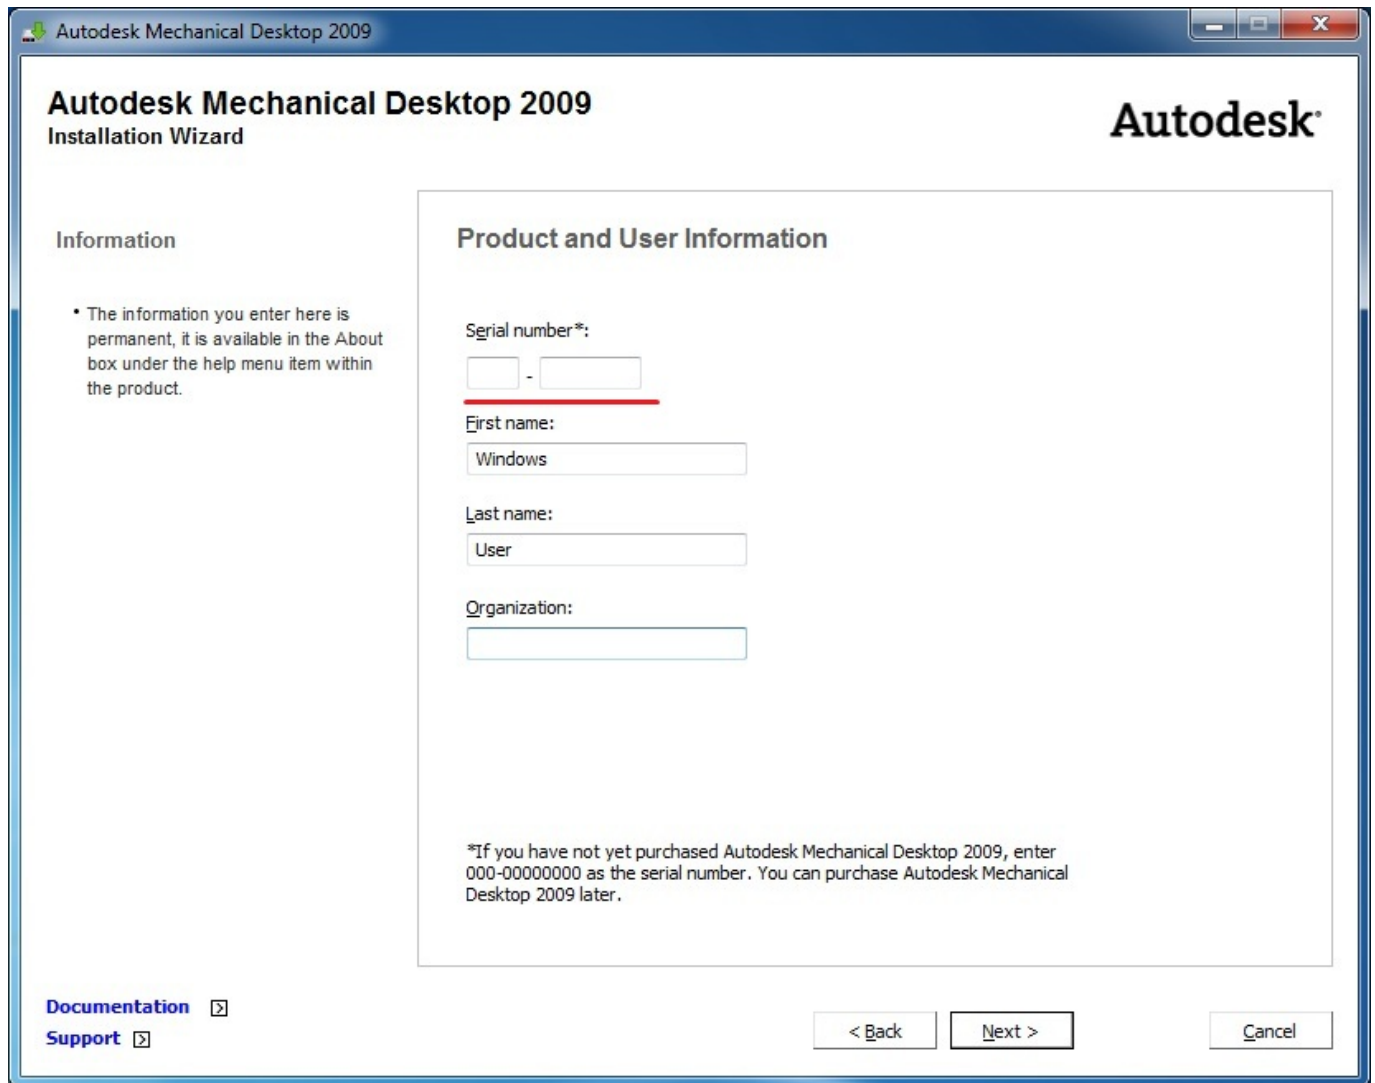 Autodesk Mechanical Desktop 2009
X
Autodesk Mechanical Desktop 2009
Installation Wizard
Autodesk
Information
• The information you enter here is
permanent, it is available in the About
box under the help menu item within
the product.
Product and User Information
Serial number*:
-
First name:
Windows
Last name:
User
Organization:
*If you have not yet purchased Autodesk Mechanical Desktop 2009, enter
000-00000000 as the serial number. You can purchase Autodesk Mechanical
Desktop 2009 later.
Documentation
Support
< Back
Next >
Cancel